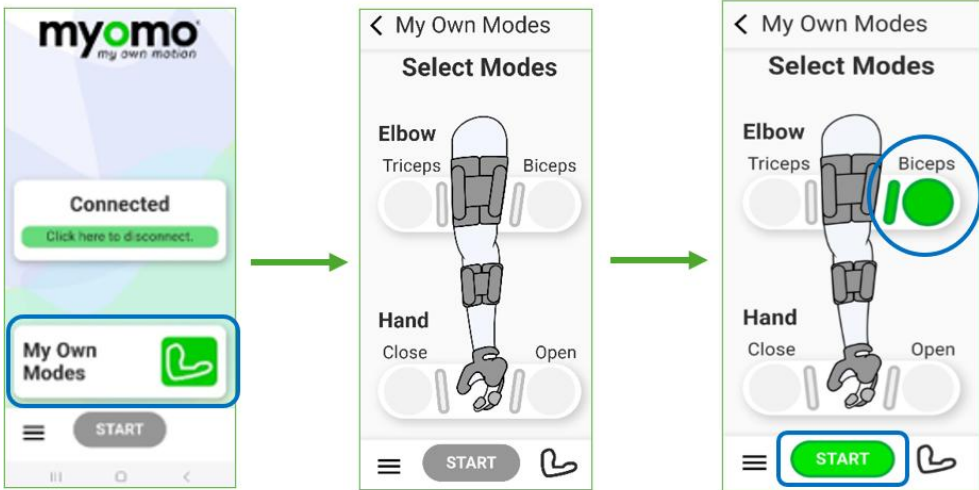 myomo
my own motion
Connected
Click here to disconnect.
My Own
Modes
START
My Own Modes
Select Modes
Elbow
Triceps Biceps
Hand
Close Open
START
My Own Modes
Select Modes
Elbow
Triceps Biceps
Hand
Close Open
START